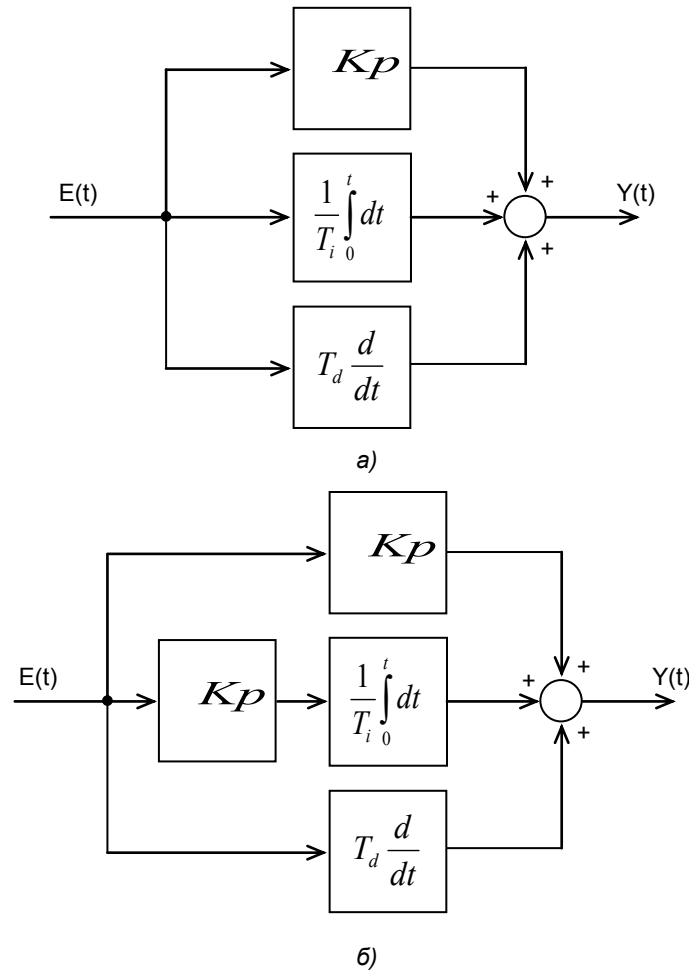 Kp
+
E(t)
1/T_i ∫_0^t dt
+
Y(t)
+
T_d d/dt
а)
Kp
+
E(t)
Kp
1/T_i ∫_0^t dt
+
Y(t)
+
T_d d/dt
б)